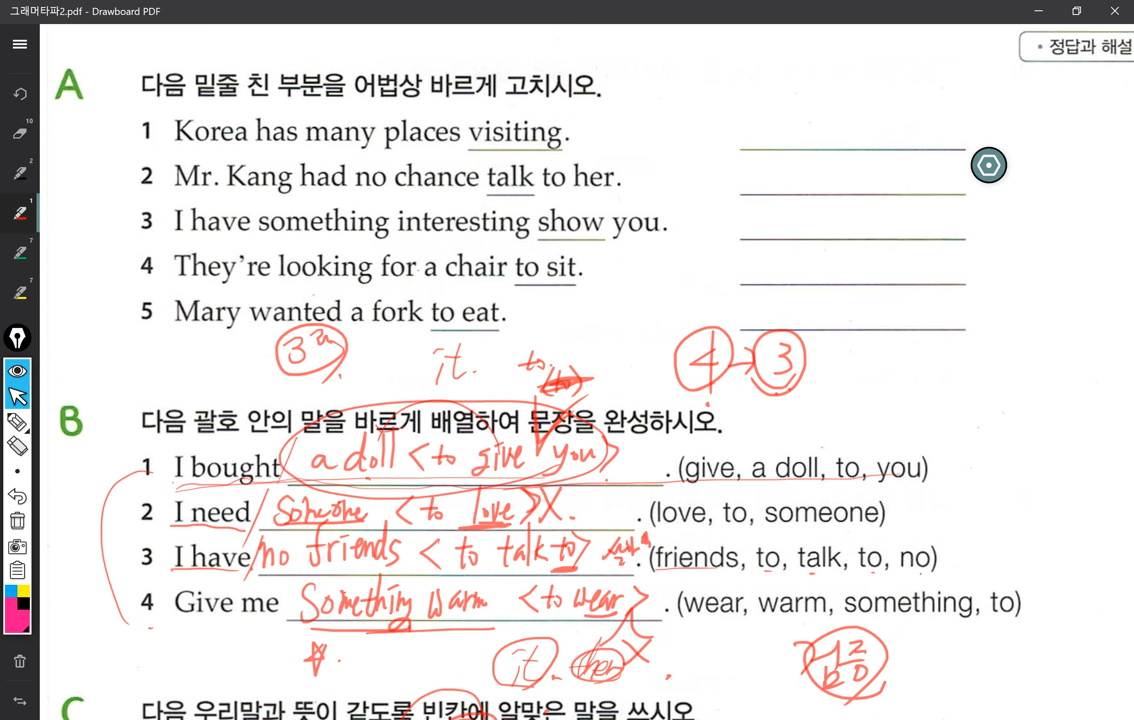 그래머타파2.pdf - Drawboard PDF
• 정답과 해설
A 다음 밑줄 친 부분을 어법상 바르게 고치시오.
1 Korea has many places visiting.
2 Mr. Kang had no chance talk to her.
3 I have something interesting show you.
4 They're looking for a chair to sit.
5 Mary wanted a fork to eat.
it. to 4 → 3
B 다음 괄호 안의 말을 바르게 배열하여 문장을 완성하시오.
1 I bought a doll <to give you> . (give, a doll, to, you)
2 I need someone <to love> X. . (love, to, someone)
3 I have no friends <to talk to> . (friends, to, talk, to, no)
4 Give me something warm <to wear> . (wear, warm, something, to)
it. them X 검증
C 다음 우리말과 뜻이 같도록 빈칸에 알맞은 말을 쓰시오